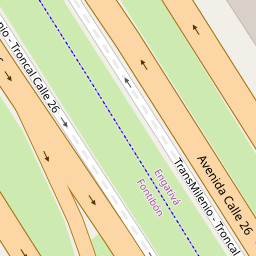 nio - Troncal Calle 26
Engativá
Fontibón
TransMilenio - Troncal
Avenida Calle 26